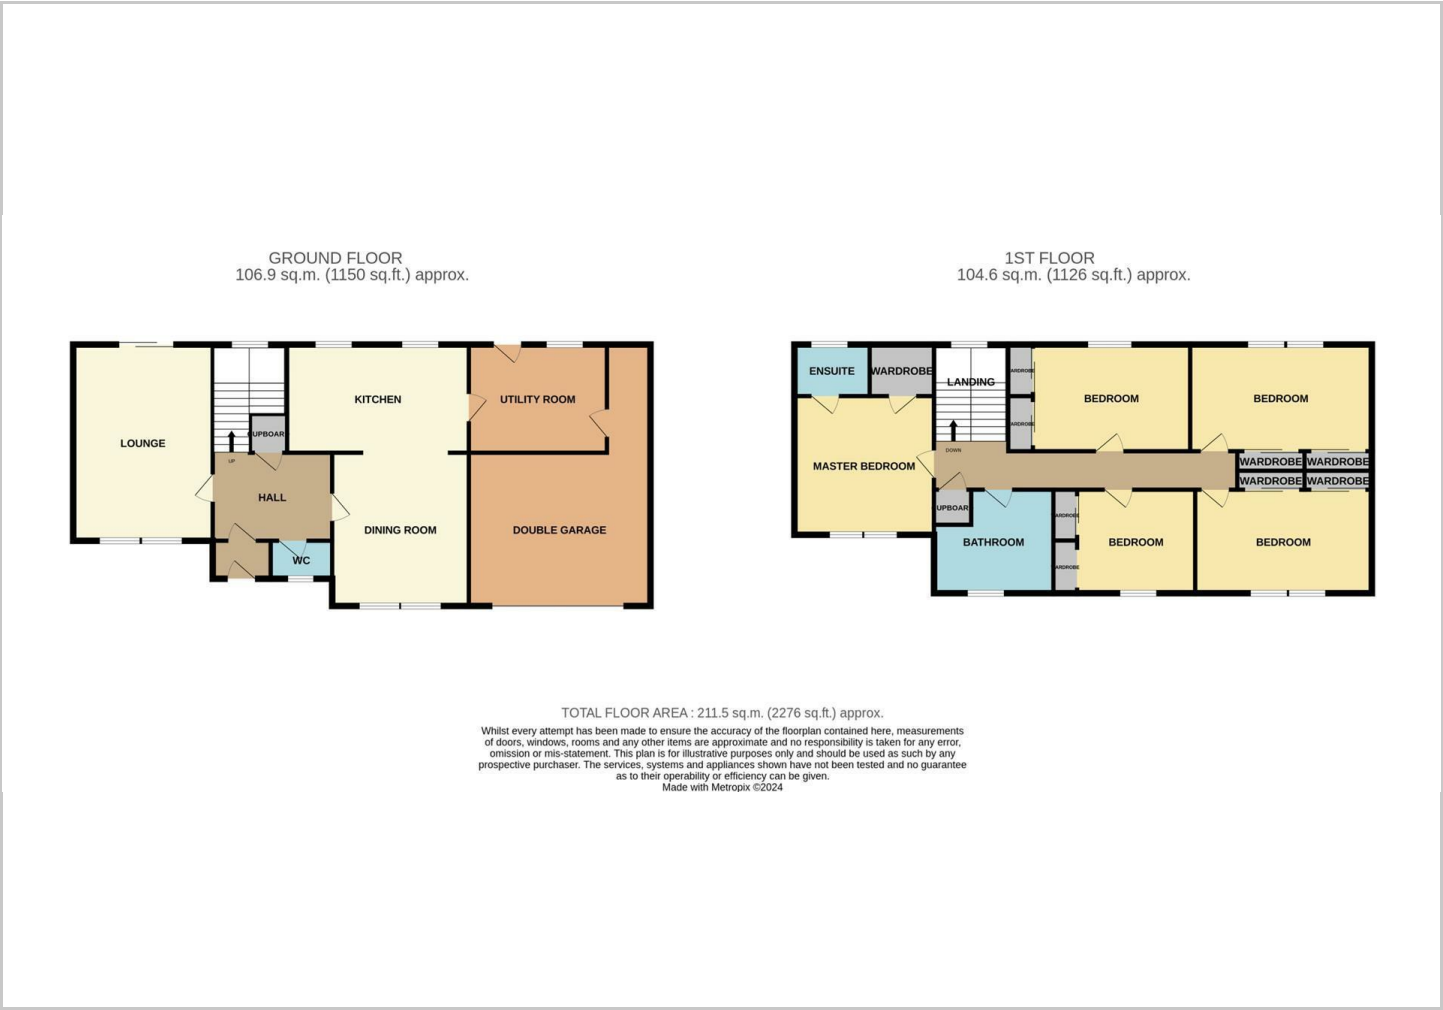 GROUND FLOOR
106.9 sq.m. (1150 sq.ft.) approx.
LOUNGE
KITCHEN
UTILITY ROOM
UPBOAR
UP
HALL
DINING ROOM
DOUBLE GARAGE
WC
1ST FLOOR
104.6 sq.m. (1126 sq.ft.) approx.
ENSUITE
WARDROBE
LANDING
ARDROBE
BEDROOM
BEDROOM
ARDROBE
DOWN
MASTER BEDROOM
WARDROBE
WARDROBE
WARDROBE
WARDROBE
UPBOAR
ARDROBE
BATHROOM
BEDROOM
BEDROOM
ARDROBE
TOTAL FLOOR AREA : 211.5 sq.m. (2276 sq.ft.) approx.
Whilst every attempt has been made to ensure the accuracy of the floorplan contained here, measurements
of doors, windows, rooms and any other items are approximate and no responsibility is taken for any error,
omission or mis-statement. This plan is for illustrative purposes only and should be used as such by any
prospective purchaser. The services, systems and appliances shown have not been tested and no guarantee
as to their operability or efficiency can be given.
Made with Metropix ©2024